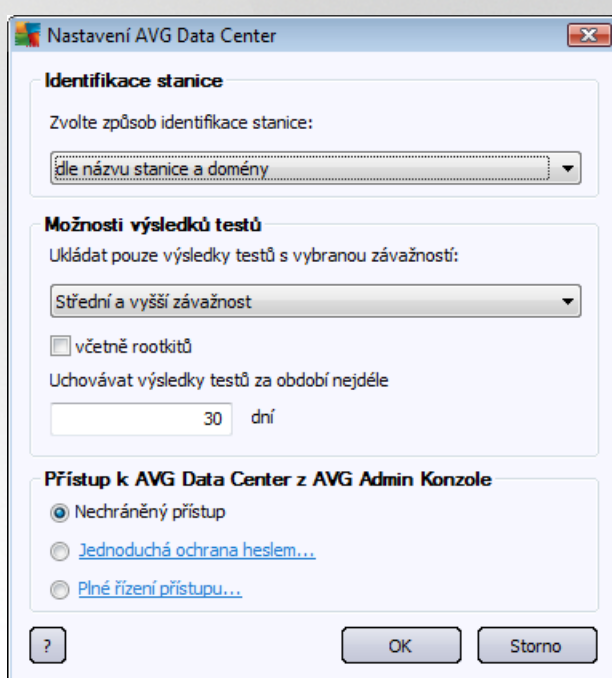 Nastavení AVG Data Center
Identifikace stanice
Zvolte způsob identifikace stanice:
dle názvu stanice a domény
Možnosti výsledků testů
Ukládat pouze výsledky testů s vybranou závažností:
Střední a vyšší závažnost
včetně rootkitů
Uchovávat výsledky testů za období nejdéle
30 dní
Přístup k AVG Data Center z AVG Admin Konzole
Nechráněný přístup
Jednoduchá ochrana heslem...
Plné řízení přístupu...
? OK Storno